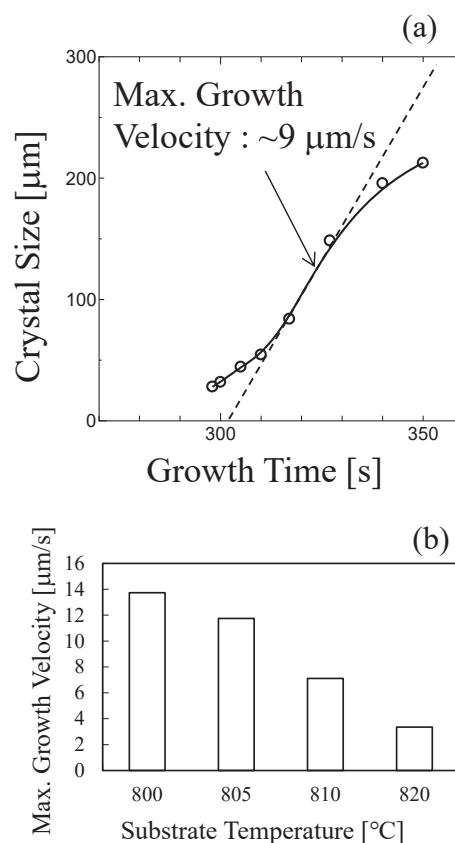 (a)
300
200
100
0
Crystal Size [μm]
Max. Growth
Velocity : ~9 μm/s
300
350
Growth Time [s]
(b)
16
14
12
10
8
6
4
2
0
Max. Growth Velocity [μm/s]
800 805 810 820
Substrate Temperature [°C]